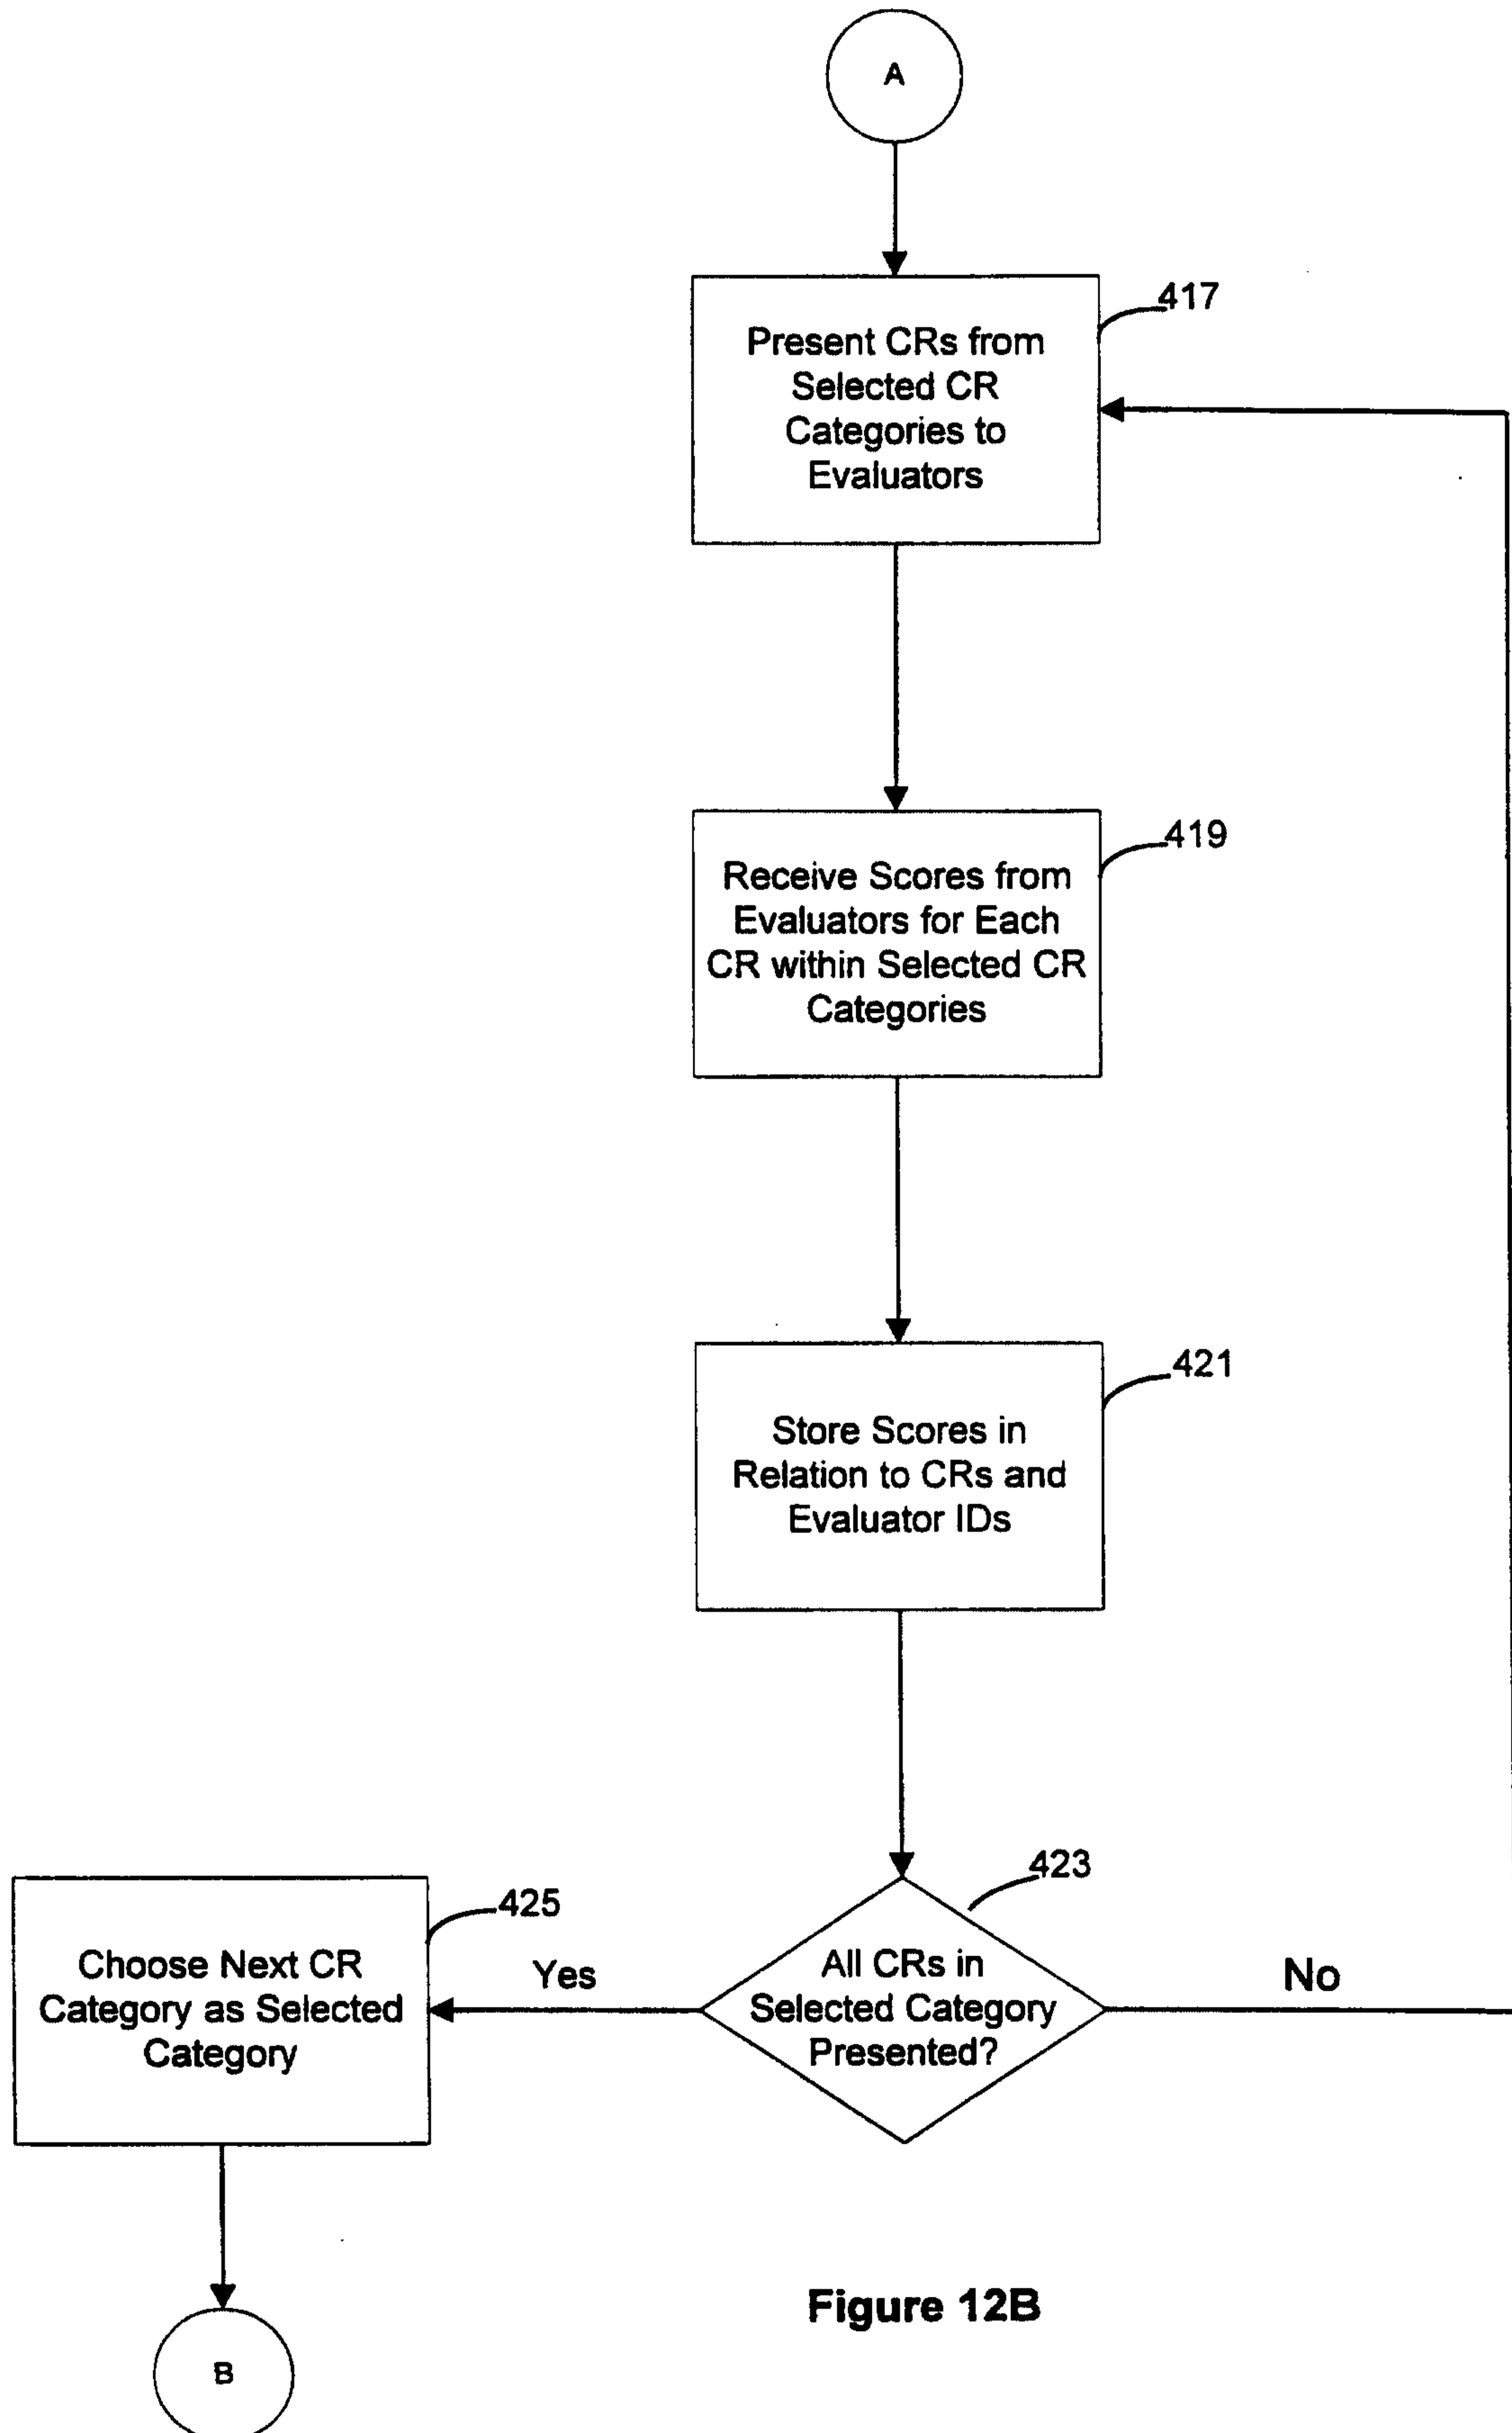 A
417
Present CRs from
Selected CR
Categories to
Evaluators
419
Receive Scores from
Evaluators for Each
CR within Selected CR
Categories
421
Store Scores in
Relation to CRs and
Evaluator IDs
423
All CRs in
Selected Category
Presented?
No
Yes
425
Choose Next CR
Category as Selected
Category
B
Figure 12B